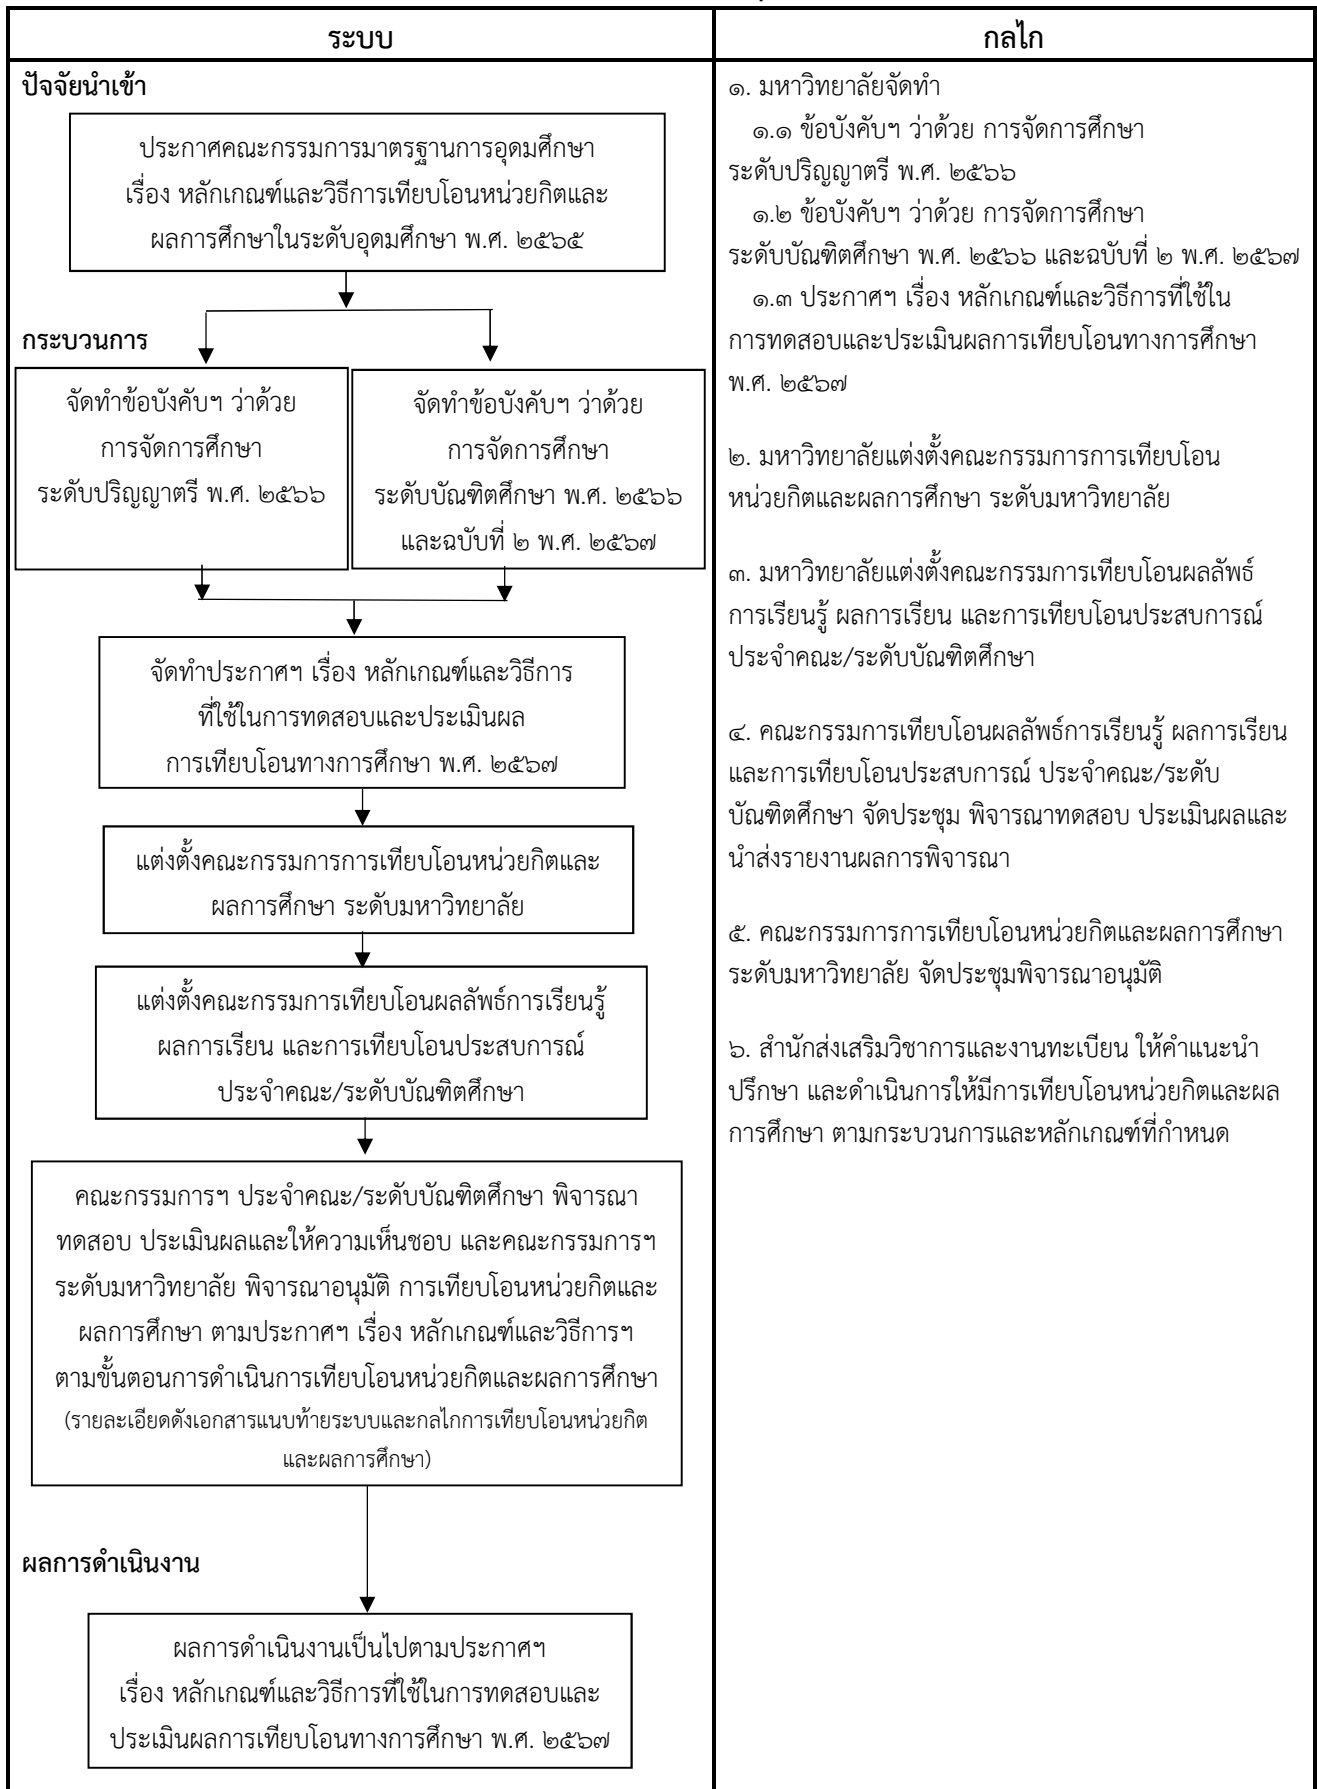 ระบบ
กลไก
ปัจจัยนำเข้า
ประกาศคณะกรรมการมาตรฐานการอุดมศึกษา
เรื่อง หลักเกณฑ์และวิธีการเทียบโอนหน่วยกิตและ
ผลการศึกษาในระดับอุดมศึกษา พ.ศ. ๒๕๖๕
กระบวนการ
จัดทำข้อบังคับฯ ว่าด้วย
การจัดการศึกษา
ระดับปริญญาตรี พ.ศ. ๒๕๖๖
จัดทำข้อบังคับฯ ว่าด้วย
การจัดการศึกษา
ระดับบัณฑิตศึกษา พ.ศ. ๒๕๖๖
และฉบับที่ ๒ พ.ศ. ๒๕๖๗
จัดทำประกาศฯ เรื่อง หลักเกณฑ์และวิธีการ
ที่ใช้ในการทดสอบและประเมินผล
การเทียบโอนทางการศึกษา พ.ศ. ๒๕๖๗
แต่งตั้งคณะกรรมการการเทียบโอนหน่วยกิตและ
ผลการศึกษา ระดับมหาวิทยาลัย
แต่งตั้งคณะกรรมการเทียบโอนผลลัพธ์การเรียนรู้
ผลการเรียน และการเทียบโอนประสบการณ์
ประจำคณะ/ระดับบัณฑิตศึกษา
คณะกรรมการฯ ประจำคณะ/ระดับบัณฑิตศึกษา พิจารณา
ทดสอบ ประเมินผลและให้ความเห็นชอบ และคณะกรรมการฯ
ระดับมหาวิทยาลัย พิจารณาอนุมัติ การเทียบโอนหน่วยกิตและ
ผลการศึกษา ตามประกาศฯ เรื่อง หลักเกณฑ์และวิธีการฯ
ตามขั้นตอนการดำเนินการเทียบโอนหน่วยกิตและผลการศึกษา
(รายละเอียดดังเอกสารแนบท้ายระบบและกลไกการเทียบโอนหน่วยกิต
และผลการศึกษา)
ผลการดำเนินงาน
ผลการดำเนินงานเป็นไปตามประกาศฯ
เรื่อง หลักเกณฑ์และวิธีการที่ใช้ในการทดสอบและ
ประเมินผลการเทียบโอนทางการศึกษา พ.ศ. ๒๕๖๗
๑. มหาวิทยาลัยจัดทำ
๑.๑ ข้อบังคับฯ ว่าด้วย การจัดการศึกษา
ระดับปริญญาตรี พ.ศ. ๒๕๖๖
๑.๒ ข้อบังคับฯ ว่าด้วย การจัดการศึกษา
ระดับบัณฑิตศึกษา พ.ศ. ๒๕๖๖ และฉบับที่ ๒ พ.ศ. ๒๕๖๗
๑.๓ ประกาศฯ เรื่อง หลักเกณฑ์และวิธีการที่ใช้ใน
การทดสอบและประเมินผลการเทียบโอนทางการศึกษา
พ.ศ. ๒๕๖๗
๒. มหาวิทยาลัยแต่งตั้งคณะกรรมการการเทียบโอน
หน่วยกิตและผลการศึกษา ระดับมหาวิทยาลัย
๓. มหาวิทยาลัยแต่งตั้งคณะกรรมการเทียบโอนผลลัพธ์
การเรียนรู้ ผลการเรียน และการเทียบโอนประสบการณ์
ประจำคณะ/ระดับบัณฑิตศึกษา
๔. คณะกรรมการเทียบโอนผลลัพธ์การเรียนรู้ ผลการเรียน
และการเทียบโอนประสบการณ์ ประจำคณะ/ระดับ
บัณฑิตศึกษา จัดประชุม พิจารณาทดสอบ ประเมินผลและ
นำส่งรายงานผลการพิจารณา
๕. คณะกรรมการการเทียบโอนหน่วยกิตและผลการศึกษา
ระดับมหาวิทยาลัย จัดประชุมพิจารณาอนุมัติ
๖. สำนักส่งเสริมวิชาการและงานทะเบียน ให้คำแนะนำ
ปรึกษา และดำเนินการให้มีการเทียบโอนหน่วยกิตและผล
การศึกษา ตามกระบวนการและหลักเกณฑ์ที่กำหนด